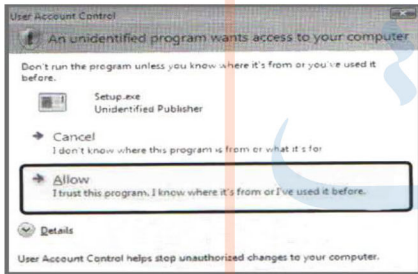 User Account Control
An unidentified program wants access to your computer
Don't run the program unless you know where it's from or you've used it
before.
Setup.exe
Unidentified Publisher
Cancel
I don't know where this program is from or what it's for
Allow
I trust this program. I know where it's from or I've used it before.
Details
User Account Control helps stop unauthorized changes to your computer.